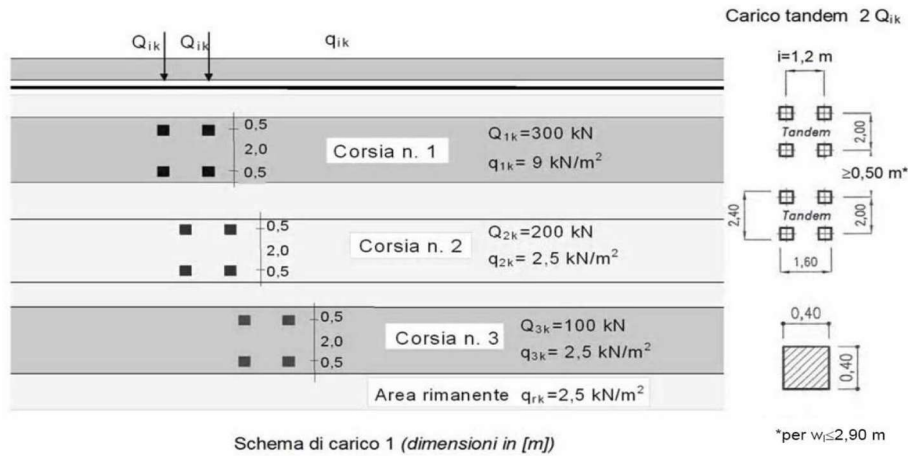 Carico tandem 2 Qik
Qik Qik qik
i=1,2 m
0,5
2,0
0,5
Corsia n. 1
Q1k=300 kN
q1k= 9 kN/m²
Tandem
2,00
≥0,50 m*
0,5
2,0
0,5
Corsia n. 2
Q2k=200 kN
q2k= 2,5 kN/m²
2,40
Tandem
2,00
1,60
0,5
2,0
0,5
Corsia n. 3
Q3k=100 kN
q3k= 2,5 kN/m²
0,40
0,40
Area rimanente qrk=2,5 kN/m²
Schema di carico 1 (dimensioni in [m])
*per wl≤2,90 m